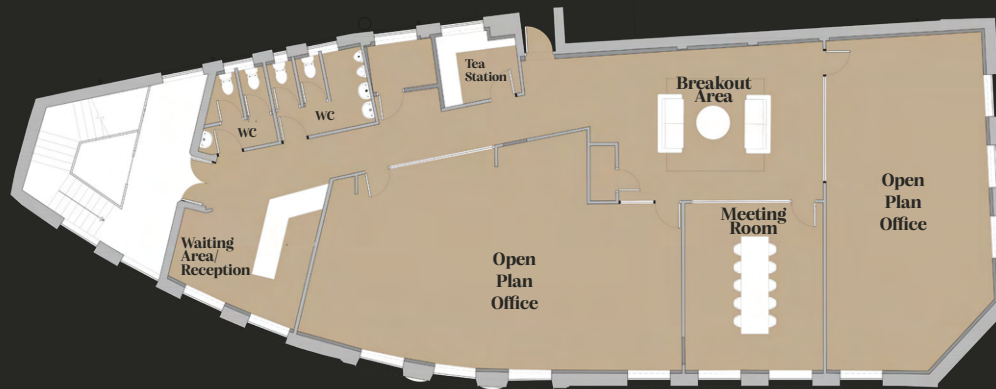 Tea
Station
Breakout
Area
WC
WC
Open
Plan
Office
Meeting
Room
Waiting
Area/
Reception
Open
Plan
Office